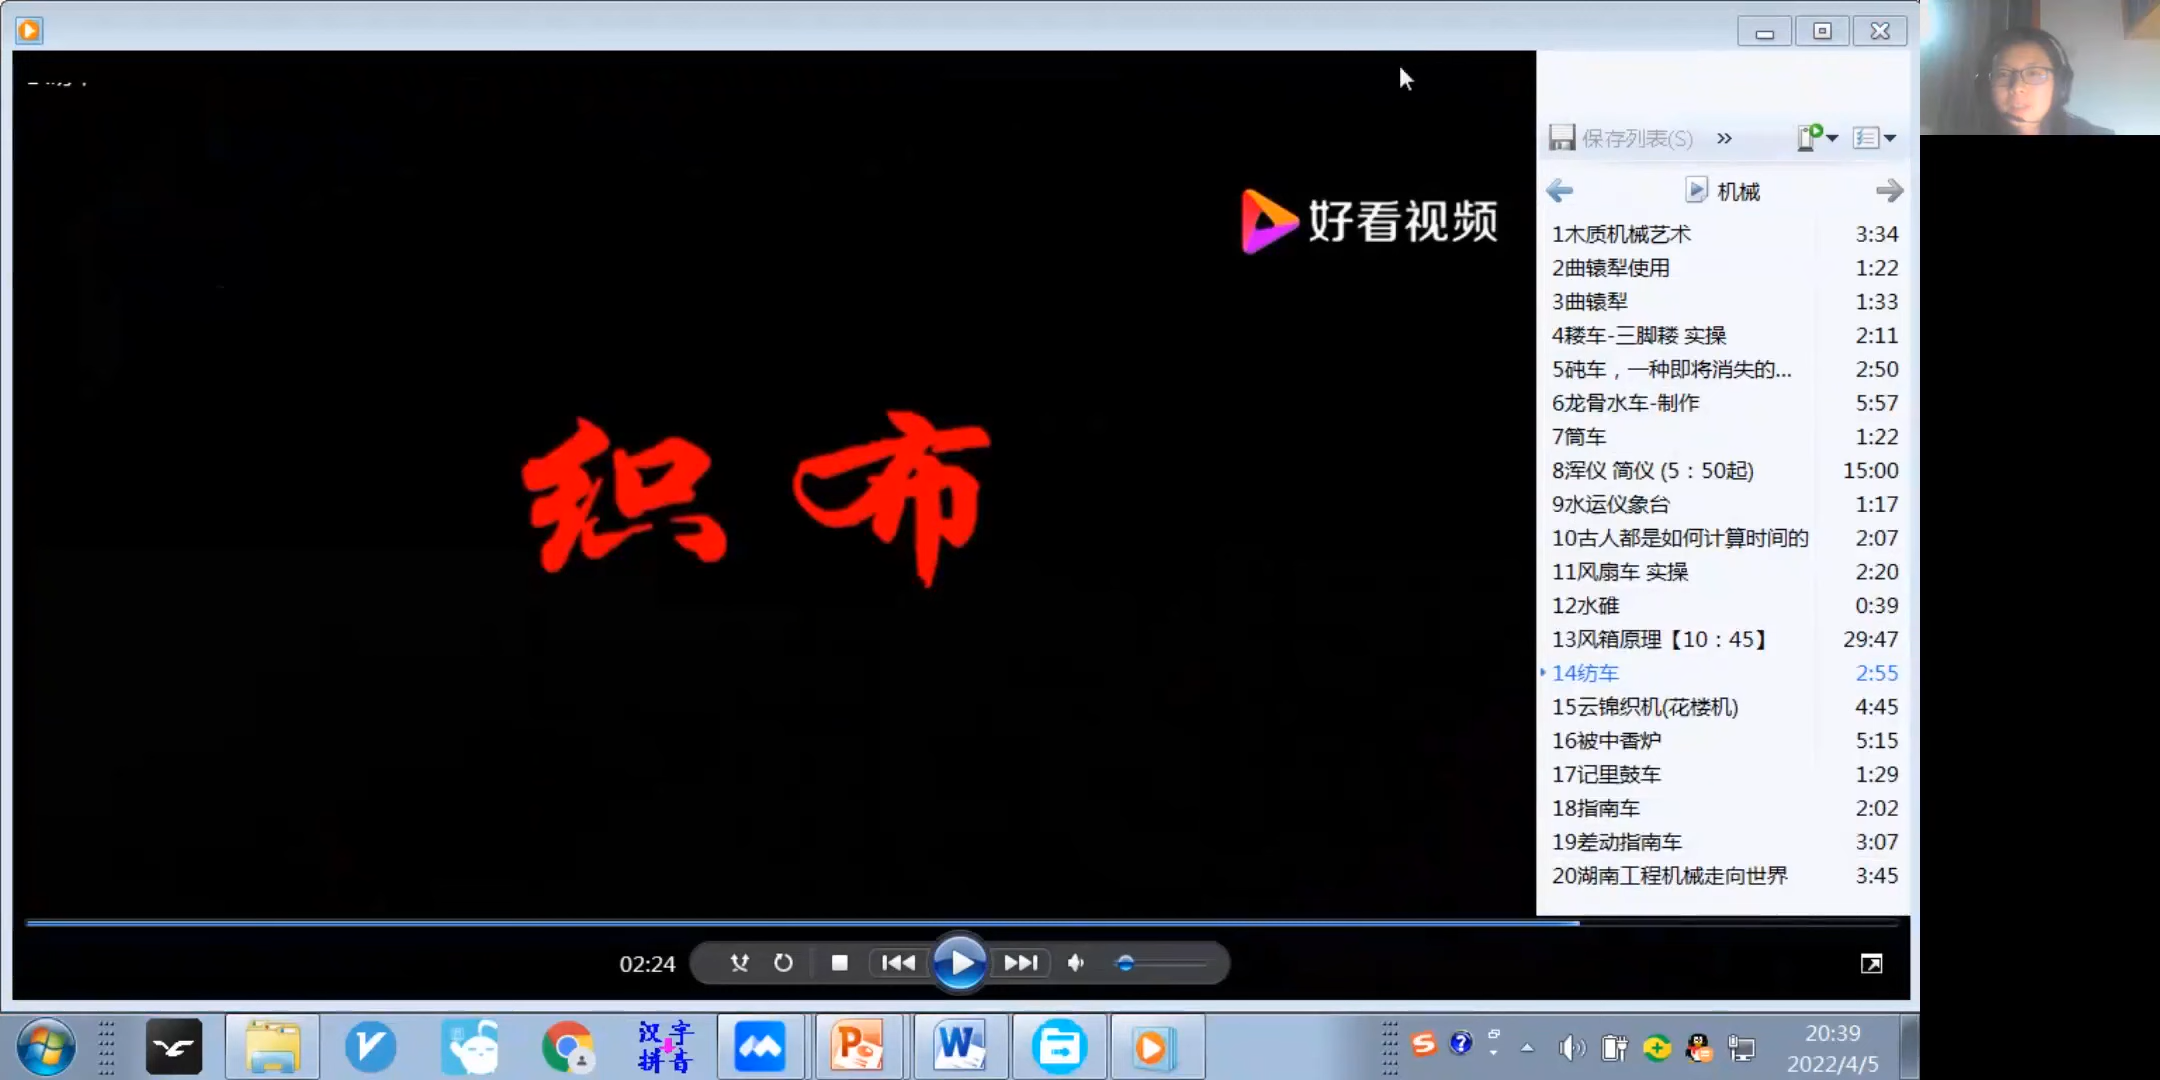 保存列表(S)
机械
好看视频
1木质机械艺术 3:34
2曲辕犁使用 1:22
3曲辕犁 1:33
4耧车-三脚耧 实操 2:11
5砘车，一种即将消失的... 2:50
6龙骨水车-制作 5:57
7筒车 1:22
8浑仪 简仪 (5：50起) 15:00
9水运仪象台 1:17
10古人都是如何计算时间的 2:07
11风扇车 实操 2:20
12水碓 0:39
13风箱原理【10：45】 29:47
14纺车 2:55
15云锦织机(花楼机) 4:45
16被中香炉 5:15
17记里鼓车 1:29
18指南车 2:02
19差动指南车 3:07
20湖南工程机械走向世界 3:45
织布
02:24
汉字
拼音
20:39
2022/4/5